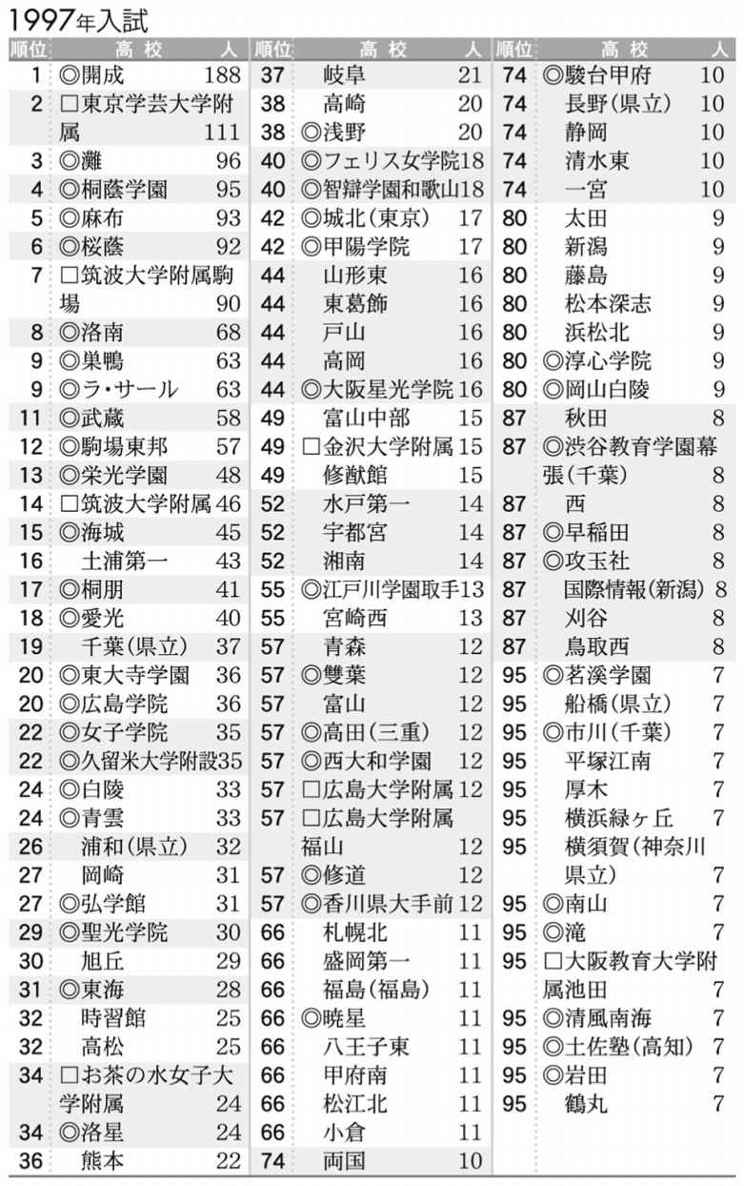 1997年入試
順位 高校 人
1 ◎開成 188
2 □東京学芸大学附
属 111
3 ◎灘 96
4 ◎桐蔭学園 95
5 ◎麻布 93
6 ◎桜蔭 92
7 □筑波大学附属駒
場 90
8 ◎洛南 68
9 ◎巣鴨 63
9 ◎ラ・サール 63
11 ◎武蔵 58
12 ◎駒場東邦 57
13 ◎栄光学園 48
14 □筑波大学附属 46
15 ◎海城 45
16 土浦第一 43
17 ◎桐朋 41
18 ◎愛光 40
19 千葉(県立) 37
20 ◎東大寺学園 36
20 ◎広島学院 36
22 ◎女子学院 35
22 ◎久留米大学附設 35
24 ◎白陵 33
24 ◎青雲 33
26 浦和(県立) 32
27 岡崎 31
27 ◎弘学館 31
29 ◎聖光学院 30
30 旭丘 29
31 ◎東海 28
32 時習館 25
32 高松 25
34 □お茶の水女子大
学附属 24
34 ◎洛星 24
36 熊本 22
順位 高校 人
37 岐阜 21
38 高崎 20
38 ◎浅野 20
40 ◎フェリス女学院 18
40 ◎智辯学園和歌山 18
42 ◎城北(東京) 17
42 ◎甲陽学院 17
44 山形東 16
44 東葛飾 16
44 戸山 16
44 高岡 16
44 ◎大阪星光学院 16
49 富山中部 15
49 □金沢大学附属 15
49 修猷館 15
52 水戸第一 14
52 宇都宮 14
52 湘南 14
55 ◎江戸川学園取手 13
55 宮崎西 13
57 青森 12
57 ◎雙葉 12
57 富山 12
57 ◎高田(三重) 12
57 ◎西大和学園 12
57 □広島大学附属 12
57 □広島大学附属
福山 12
57 ◎修道 12
57 ◎香川県大手前 12
66 札幌北 11
66 盛岡第一 11
66 福島(福島) 11
66 ◎暁星 11
66 八王子東 11
66 甲府南 11
66 松江北 11
66 小倉 11
74 両国 10
順位 高校 人
74 ◎駿台甲府 10
74 長野(県立) 10
74 静岡 10
74 清水東 10
74 一宮 10
80 太田 9
80 新潟 9
80 藤島 9
80 松本深志 9
80 浜松北 9
80 ◎淳心学院 9
80 ◎岡山白陵 9
87 秋田 8
87 ◎渋谷教育学園幕
張(千葉) 8
87 西 8
87 ◎早稲田 8
87 ◎攻玉社 8
87 国際情報(新潟) 8
87 刈谷 8
87 鳥取西 8
95 ◎茗溪学園 7
95 船橋(県立) 7
95 ◎市川(千葉) 7
95 平塚江南 7
95 厚木 7
95 横浜緑ヶ丘 7
95 横須賀(神奈川
県立) 7
95 ◎南山 7
95 ◎滝 7
95 □大阪教育大学附
属池田 7
95 ◎清風南海 7
95 ◎土佐塾(高知) 7
95 ◎岩田 7
95 鶴丸 7